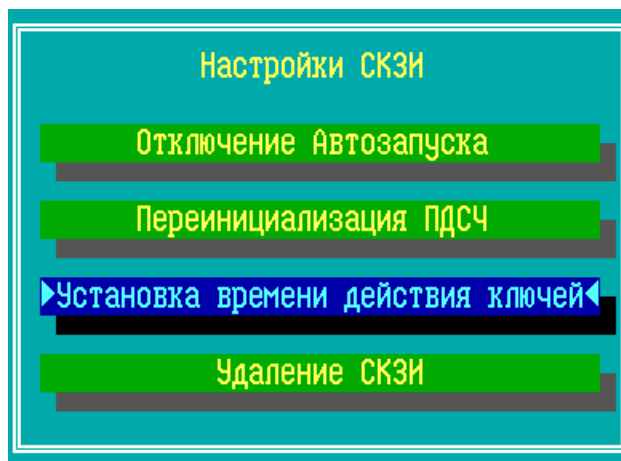 Настройки СКЗИ
Отключение Автозапуска
Переинициализация ПДСЧ
Установка времени действия ключей
Удаление СКЗИ